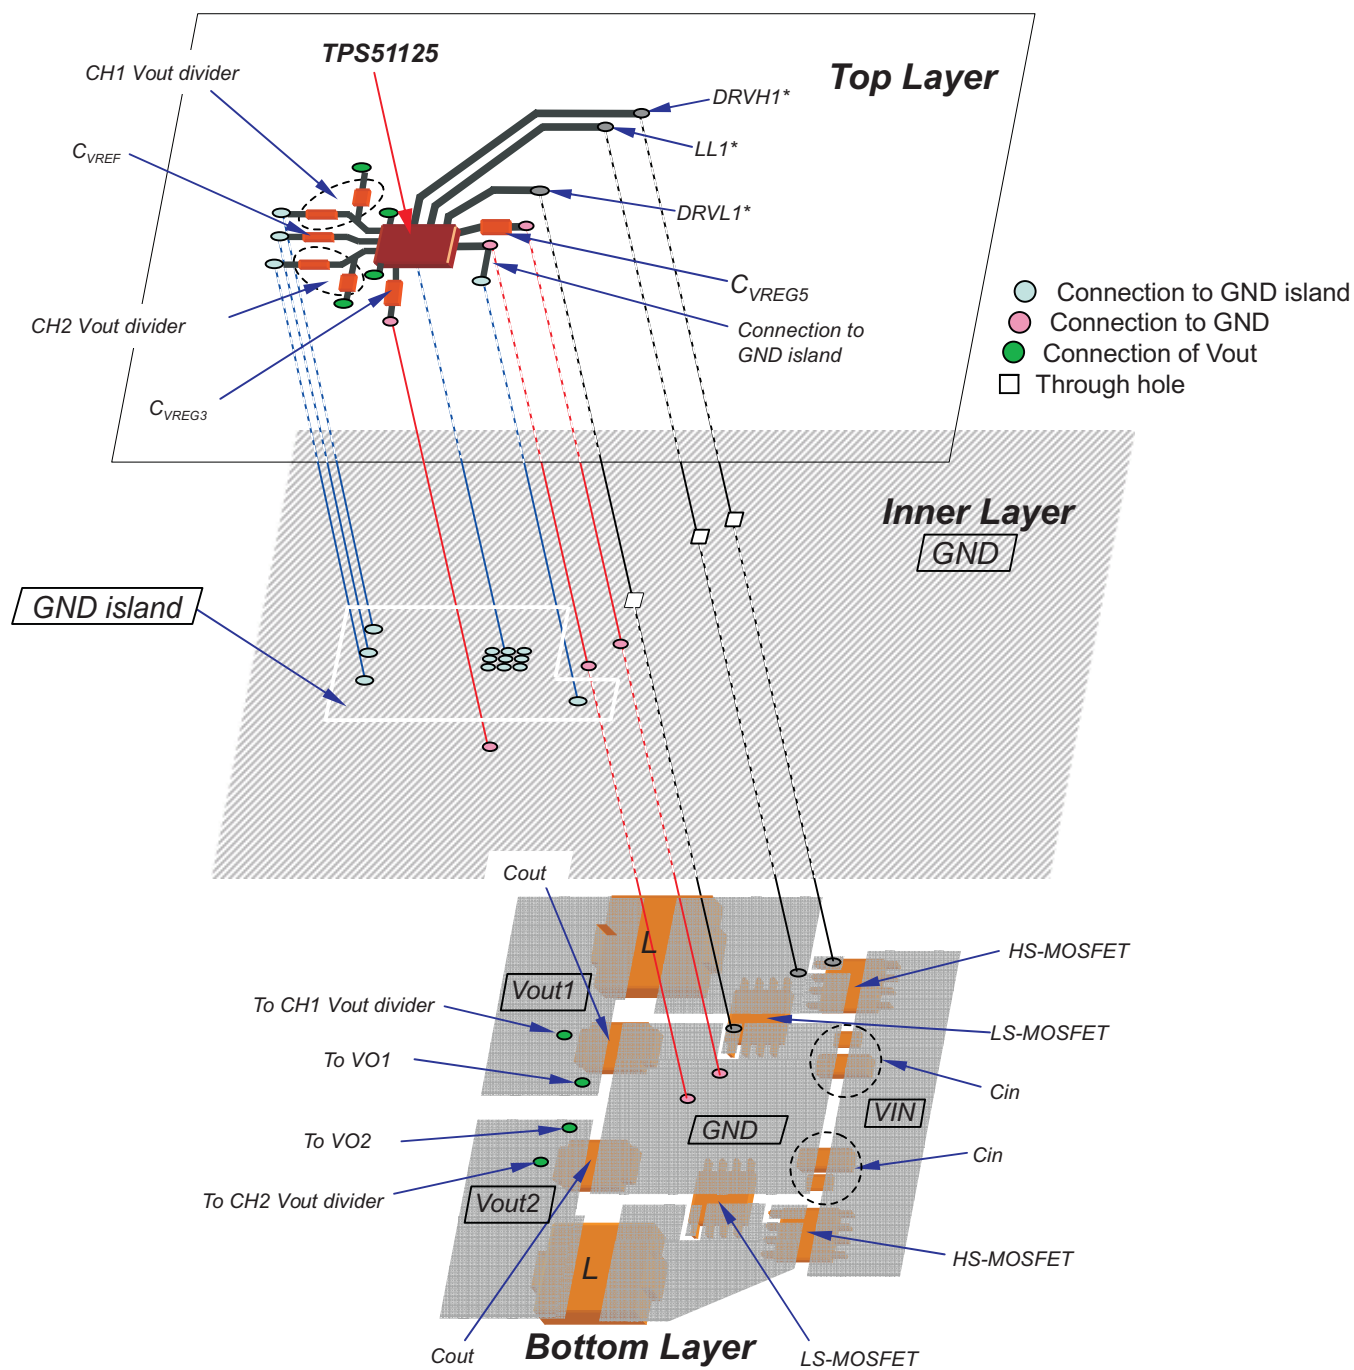 TPS51125
CH1 Vout divider
Top Layer
DRVH1*
C_VREF
LL1*
DRVL1*
C_VREG5
Connection to GND island
Connection to GND
Connection of Vout
Through hole
CH2 Vout divider
Connection to
GND island
C_VREG3
Inner Layer
GND
GND island
Cout
L
HS-MOSFET
Vout1
To CH1 Vout divider
LS-MOSFET
To VO1
Cin
VIN
GND
To VO2
Cin
To CH2 Vout divider
Vout2
HS-MOSFET
L
Bottom Layer
Cout
LS-MOSFET